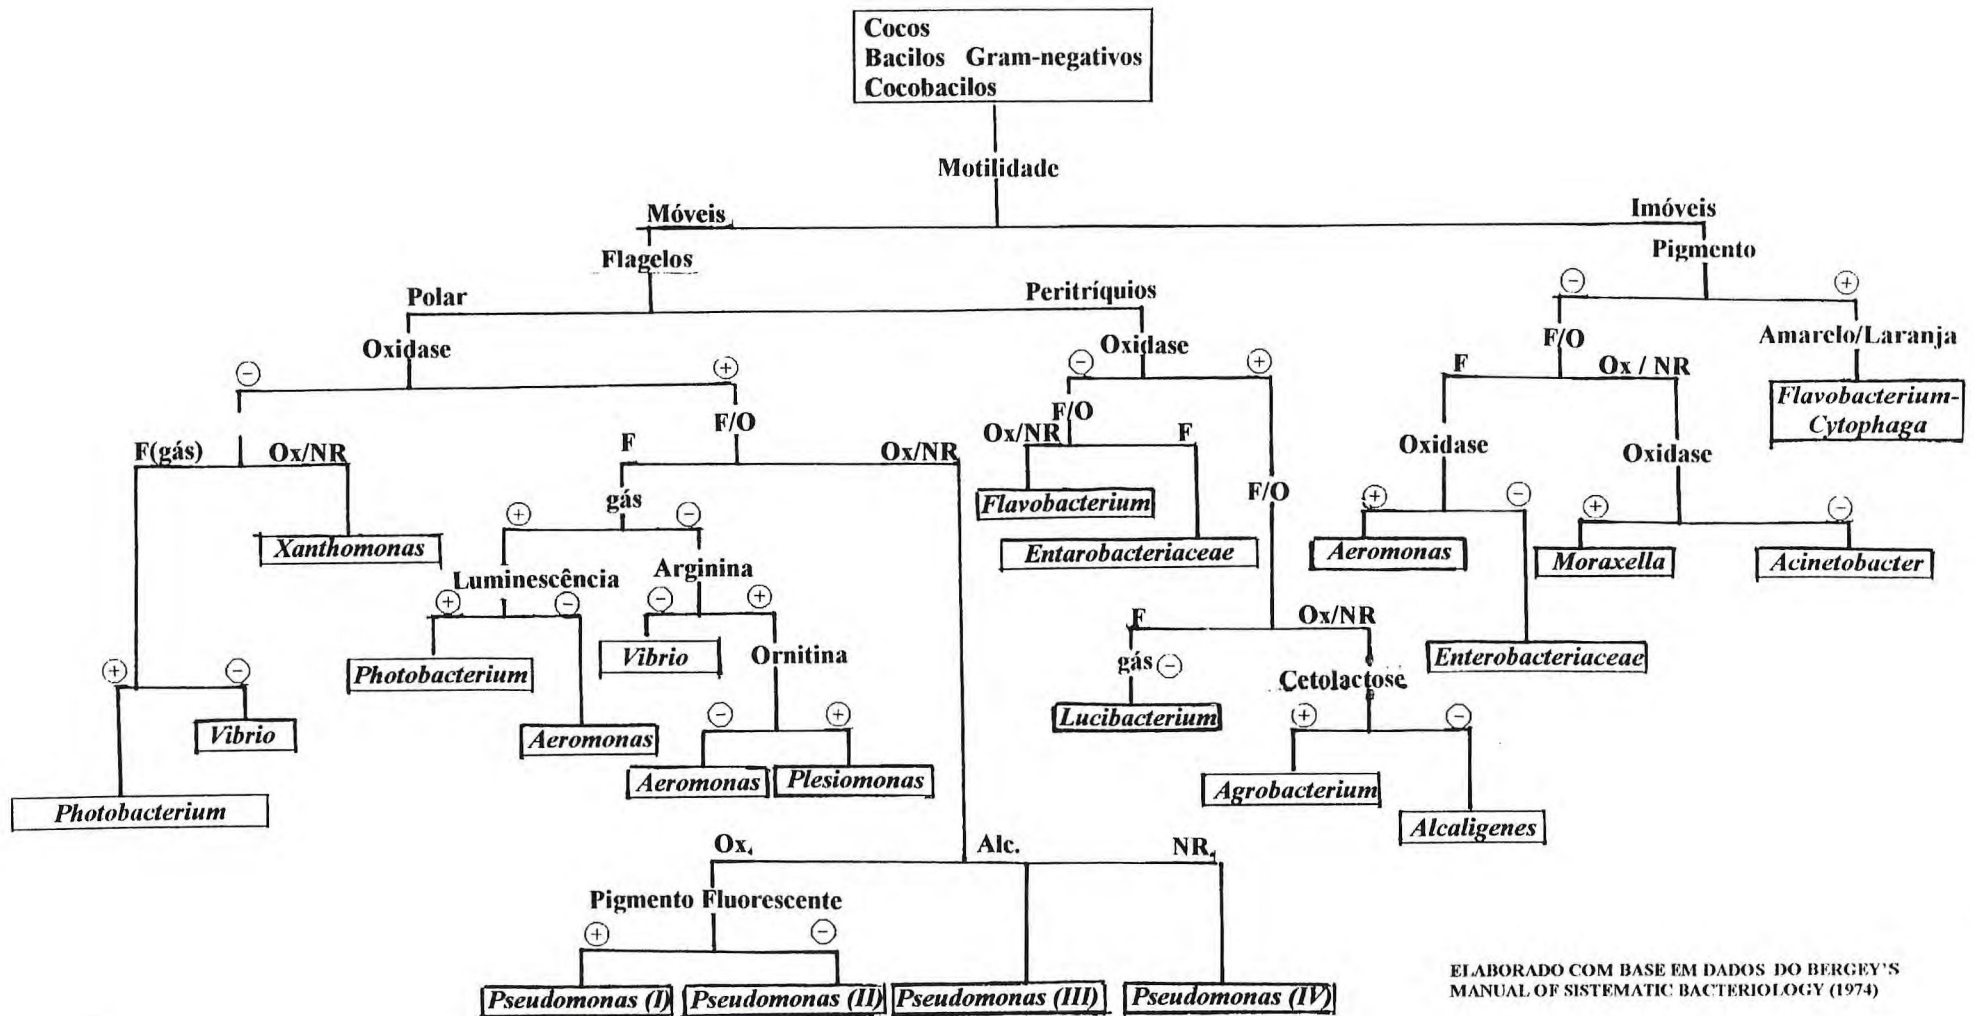 Cocos
Bacilos Gram-negativos
Cocobacilos
Motilidade
Móveis
Imóveis
Flagelos
Pigmento
Polar
Peritríquios
− +
Oxidase
Oxidase
F/O
Amarelo/Laranja
− +
− +
F
Ox / NR
Flavobacterium-
Cytophaga
F/O
F/O
F(gás)
Ox/NR
F
Ox/NR
Ox/NR
F
Oxidase
Oxidase
gás
Flavobacterium
F/O
+ −
+ −
+ −
Xanthomonas
Entarobacteriaceae
Aeromonas
Moraxella
Acinetobacter
Luminescência
Arginina
+ −
− +
F
Ox/NR
Photobacterium
Vibrio
Ornitina
gás −
Cetolactose
Enterobacteriaceae
+ −
Vibrio
Aeromonas
− +
Lucibacterium
+ −
Aeromonas
Plesiomonas
Agrobacterium
Photobacterium
Alcaligenes
Ox.
Alc.
NR.
Pigmento Fluorescente
+ −
Pseudomonas (I)
Pseudomonas (II)
Pseudomonas (III)
Pseudomonas (IV)
ELABORADO COM BASE EM DADOS DO BERGEY'S
MANUAL OF SISTEMATIC BACTERIOLOGY (1974)